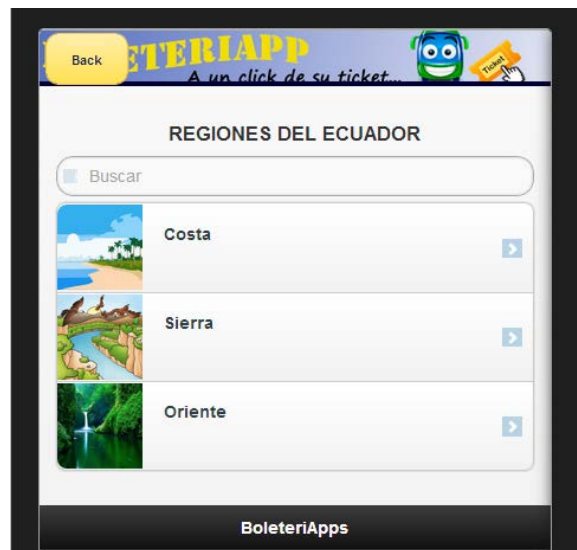 Back
ETERIAPP
A un click de su ticket...
Ticket
REGIONES DEL ECUADOR
Buscar
Costa
Sierra
Oriente
BoleteriApps